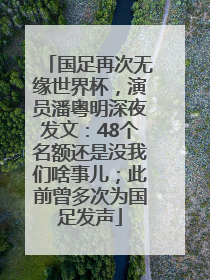 「国足再次无
缘世界杯，演
员潘粤明深夜
发文：48个
名额还是没我
们啥事儿；此
前曾多次为国
足发声」